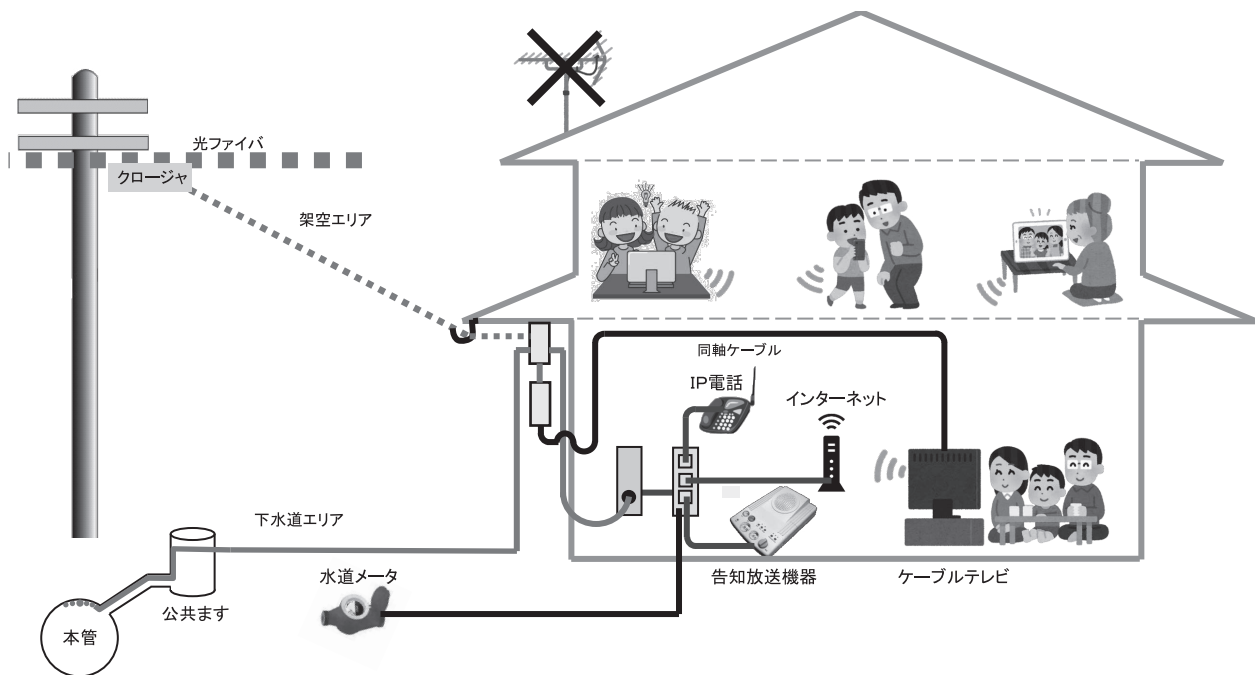 光ファイバ
クロージャ
架空エリア
同軸ケーブル
IP電話
インターネット
下水道エリア
水道メータ
告知放送機器
ケーブルテレビ
公共ます
本管